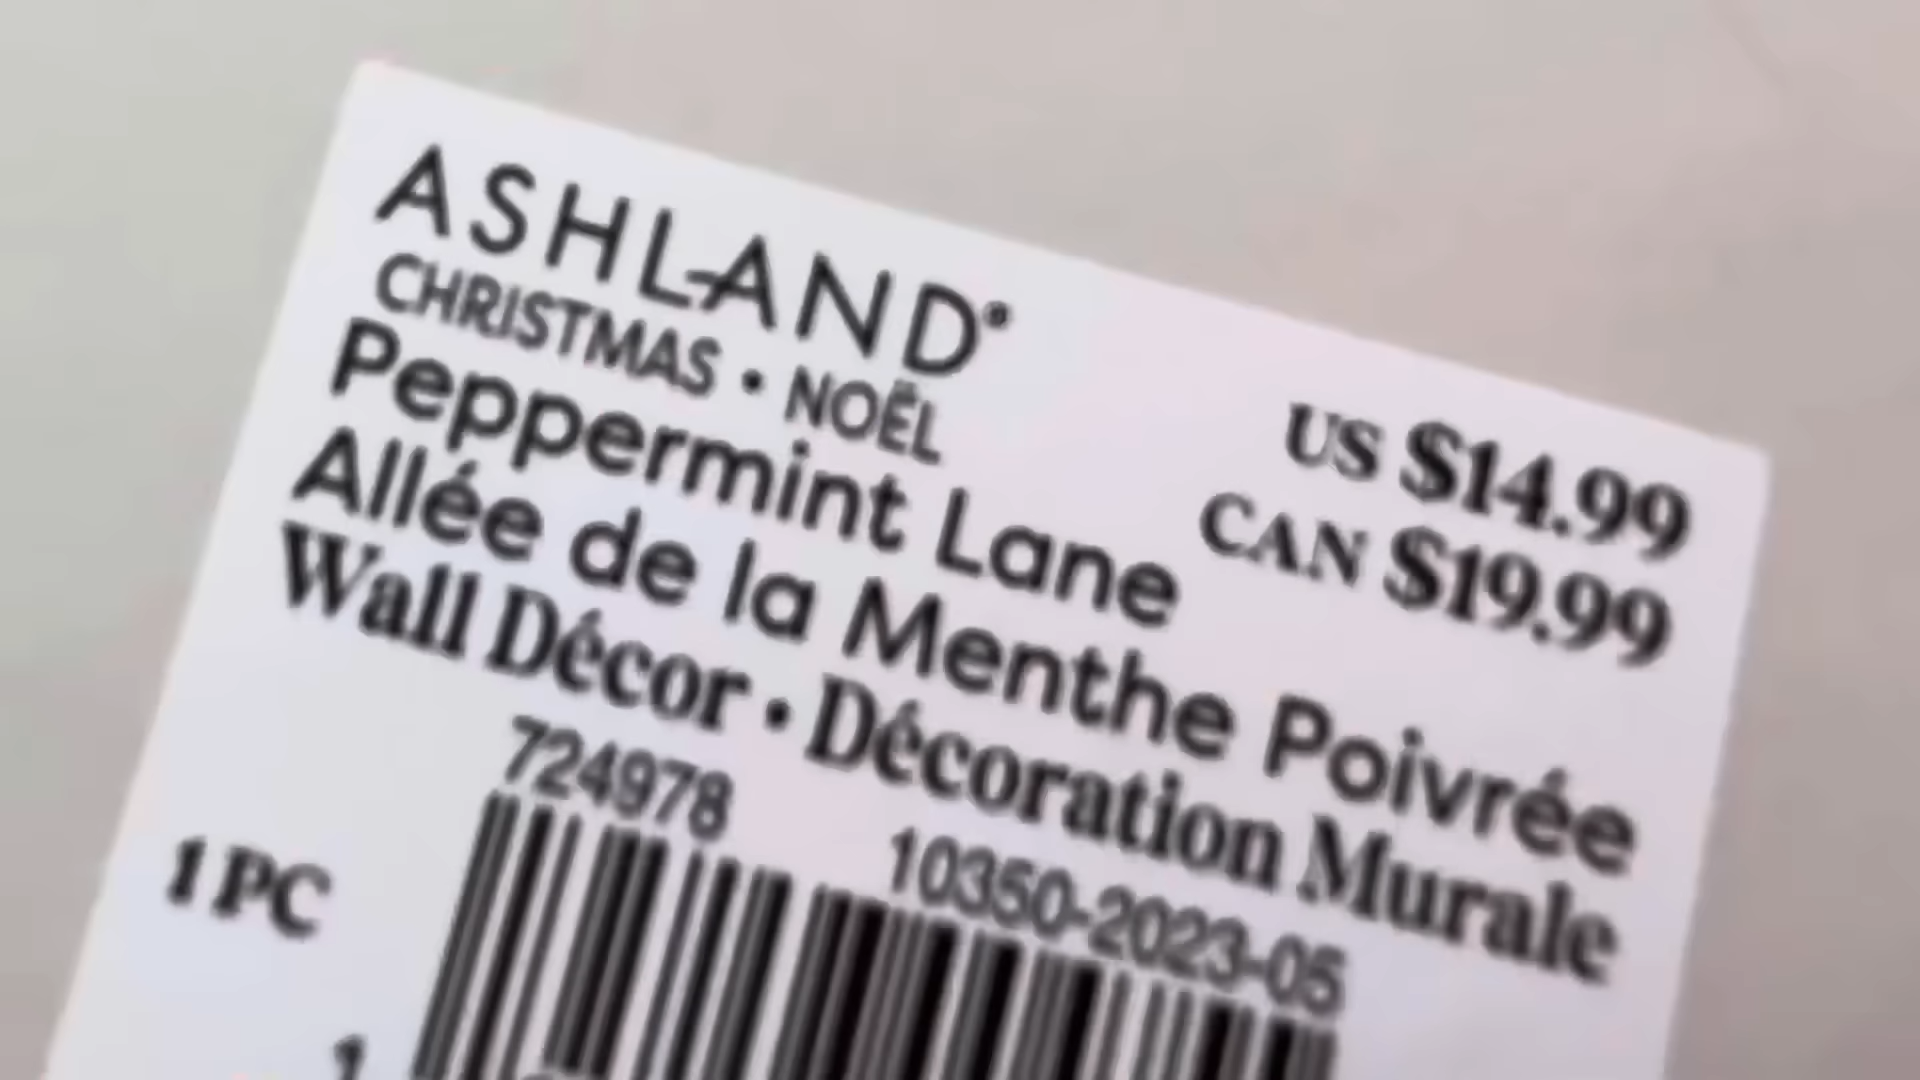 ASHLAND®
CHRISTMAS • NOËL
Peppermint Lane
Allée de la Menthe Poivrée
Wall Décor • Décoration Murale
US $14.99
CAN $19.99
724978
10350-2023-05
1 PC
1